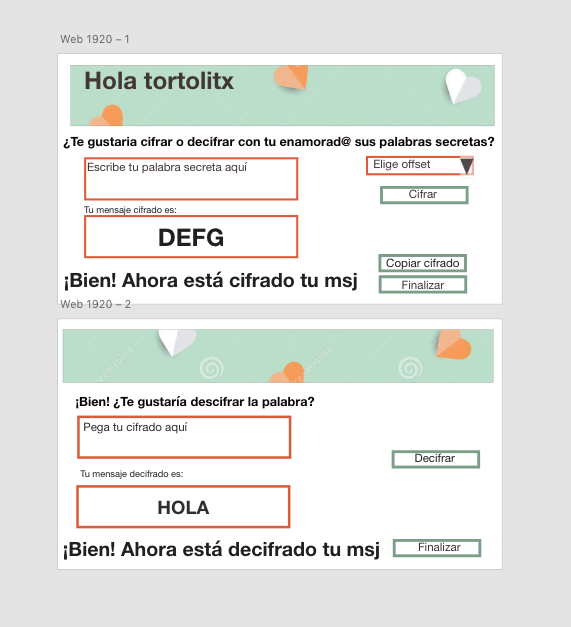 Web 1920 – 1
Hola tortolitx
¿Te gustaria cifrar o decifrar con tu enamorad@ sus palabras secretas?
Escribe tu palabra secreta aquí
Elige offset
Cifrar
Tu mensaje cifrado es:
DEFG
Copiar cifrado
¡Bien! Ahora está cifrado tu msj
Finalizar
Web 1920 – 2
¡Bien! ¿Te gustaría descifrar la palabra?
Pega tu cifrado aquí
Decifrar
Tu mensaje decifrado es:
HOLA
¡Bien! Ahora está decifrado tu msj
Finalizar